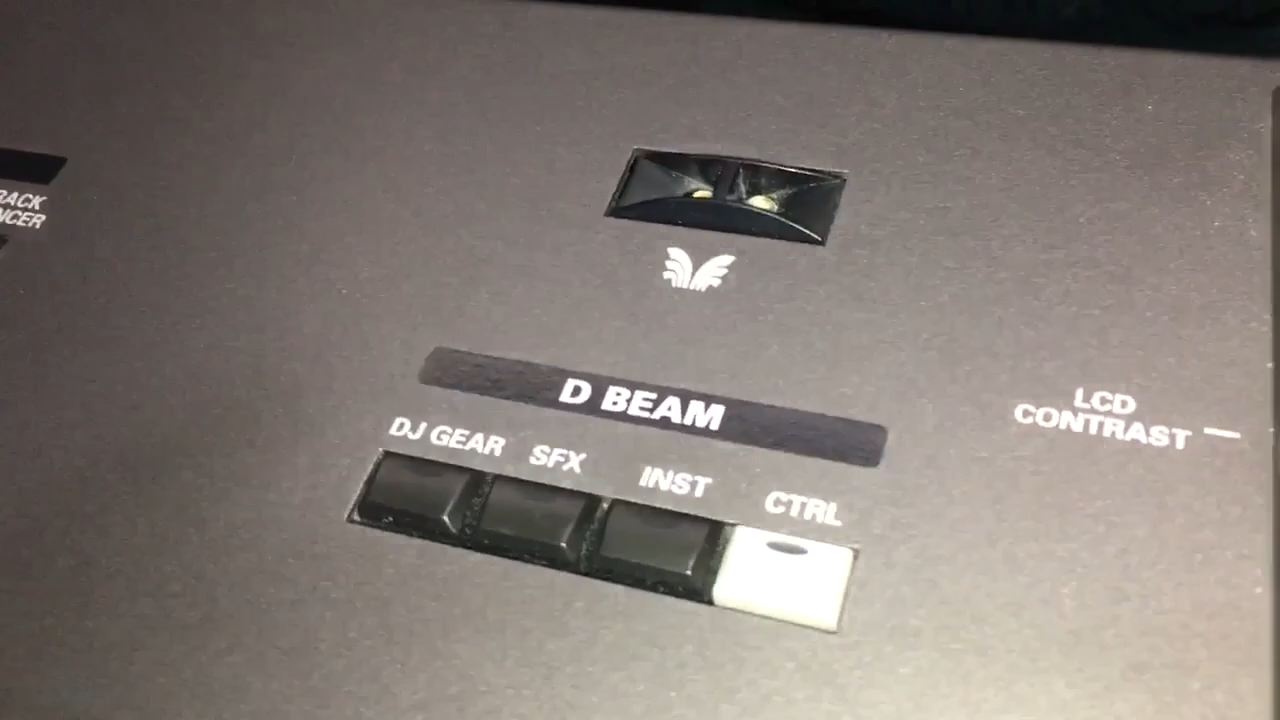 D BEAM
DJ GEAR SFX INST CTRL
LCD
CONTRAST